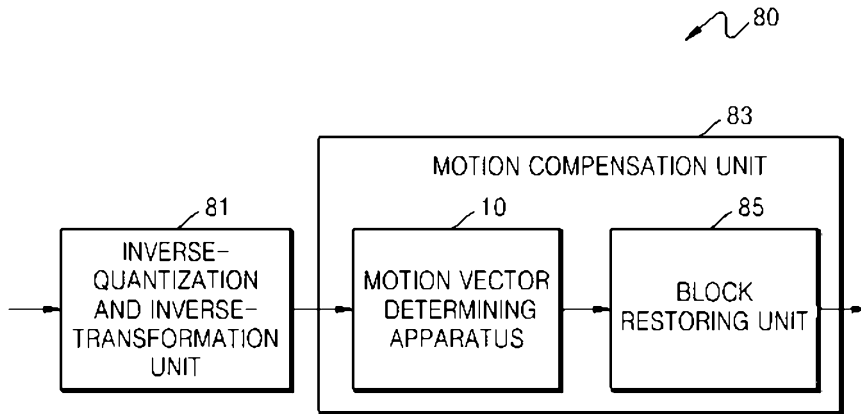 80
83
MOTION COMPENSATION UNIT
81
INVERSE-
QUANTIZATION
AND INVERSE-
TRANSFORMATION
UNIT
10
MOTION VECTOR
DETERMINING
APPARATUS
85
BLOCK
RESTORING UNIT